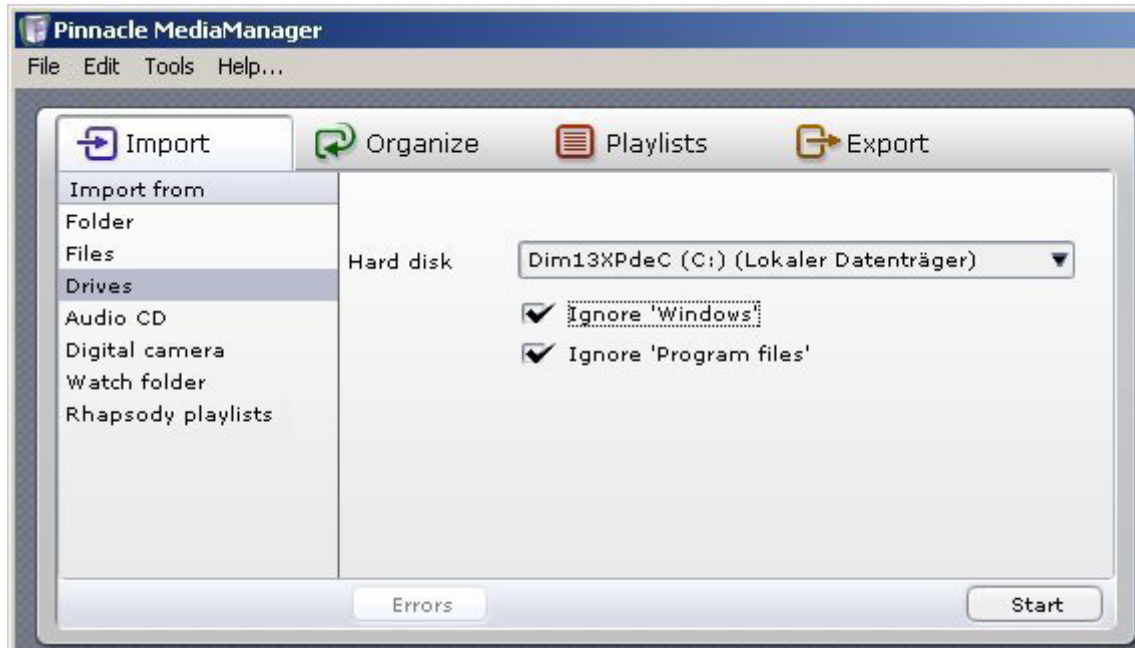 Pinnacle MediaManager
File Edit Tools Help...
Import Organize Playlists Export
Import from
Folder
Files
Drives
Audio CD
Digital camera
Watch folder
Rhapsody playlists
Hard disk Dim13XPdeC (C:) (Lokaler Datenträger)
Ignore 'Windows'
Ignore 'Program files'
Errors Start